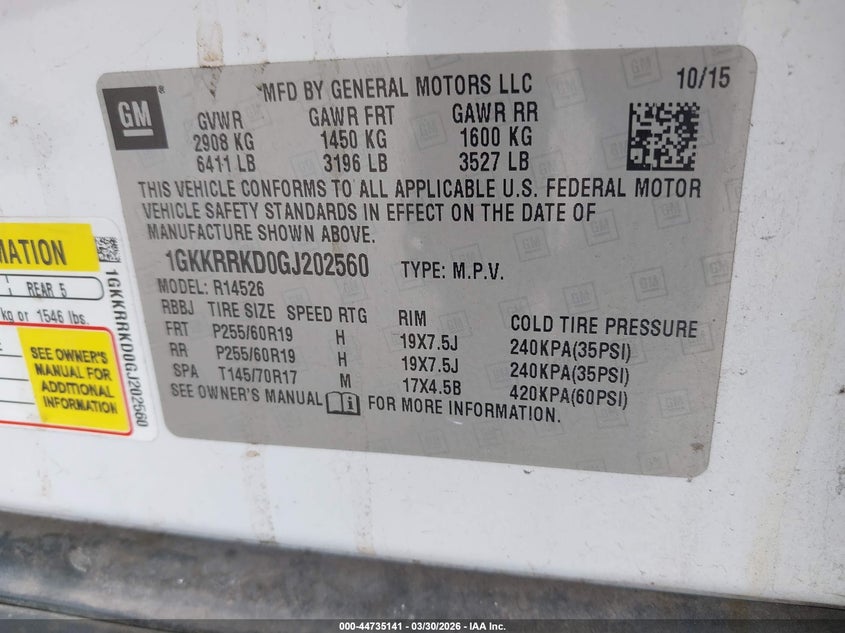 GM
®
MFD BY GENERAL MOTORS LLC
10/15
GVWR GAWR FRT GAWR RR
2908 KG 1450 KG 1600 KG
6411 LB 3196 LB 3527 LB
THIS VEHICLE CONFORMS TO ALL APPLICABLE U.S. FEDERAL MOTOR
VEHICLE SAFETY STANDARDS IN EFFECT ON THE DATE OF
MANUFACTURE SHOWN ABOVE.
1GKKRRKD0GJ202560 TYPE: M.P.V.
MODEL: R14526
RBBJ TIRE SIZE SPEED RTG RIM COLD TIRE PRESSURE
FRT P255/60R19 H 19X7.5J 240KPA(35PSI)
RR P255/60R19 H 19X7.5J 240KPA(35PSI)
SPA T145/70R17 M 17X4.5B 420KPA(60PSI)
SEE OWNER'S MANUAL i FOR MORE INFORMATION.
MATION
REAR 5
kg or 1546 lbs.
SEE OWNER'S
MANUAL FOR
ADDITIONAL
INFORMATION
1GKKRRKD0GJ202560
000-44735141 - 03/30/2026 - IAA Inc.